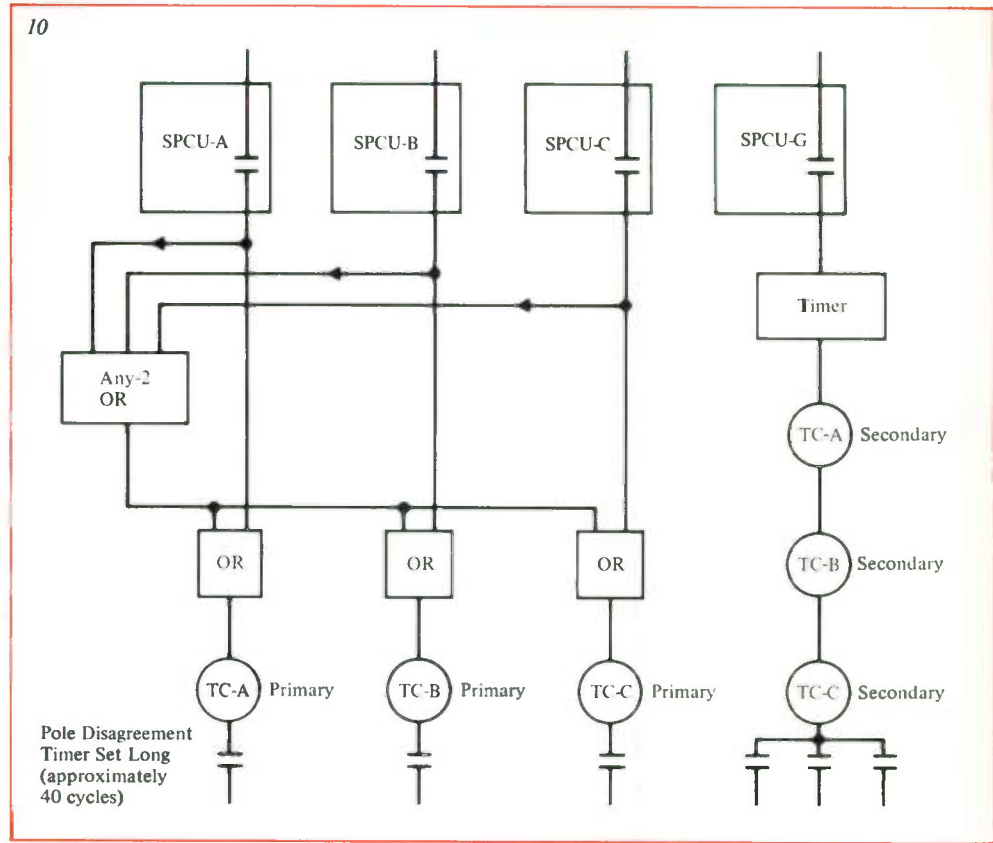 10
SPCU-A
SPCU-B
SPCU-C
SPCU-G
Timer
Any-2
OR
TC-A Secondary
TC-B Secondary
OR
OR
OR
TC-A Primary
TC-B Primary
TC-C Primary
TC-C Secondary
Pole Disagreement
Timer Set Long
(approximately
40 cycles)